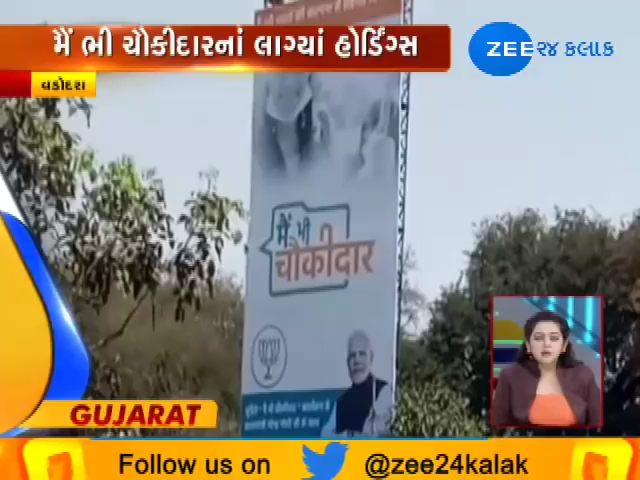 મૈં ભી ચૌકીદારનાં લાગ્યાં હોર્ડિંગ્સ
ZEE ૨૪ કલાક
વડોદરા
मैं भी
चौकीदार
GUJARAT
Follow us on @zee24kalak